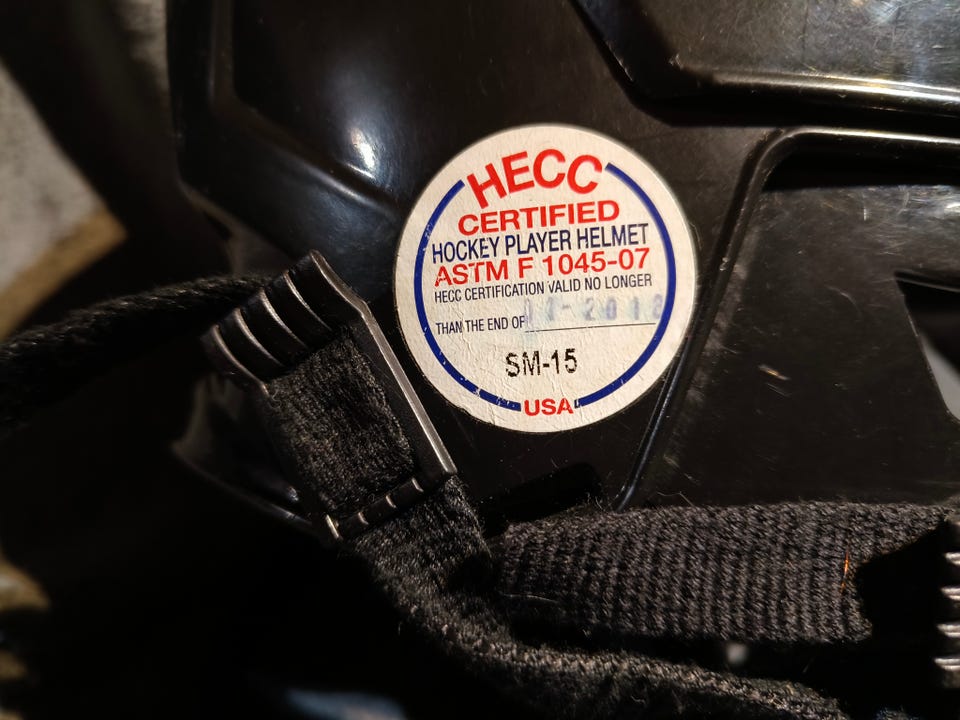 HECC
CERTIFIED
HOCKEY PLAYER HELMET
ASTM F 1045-07
HECC CERTIFICATION VALID NO LONGER
THAN THE END OF
SM-15
USA